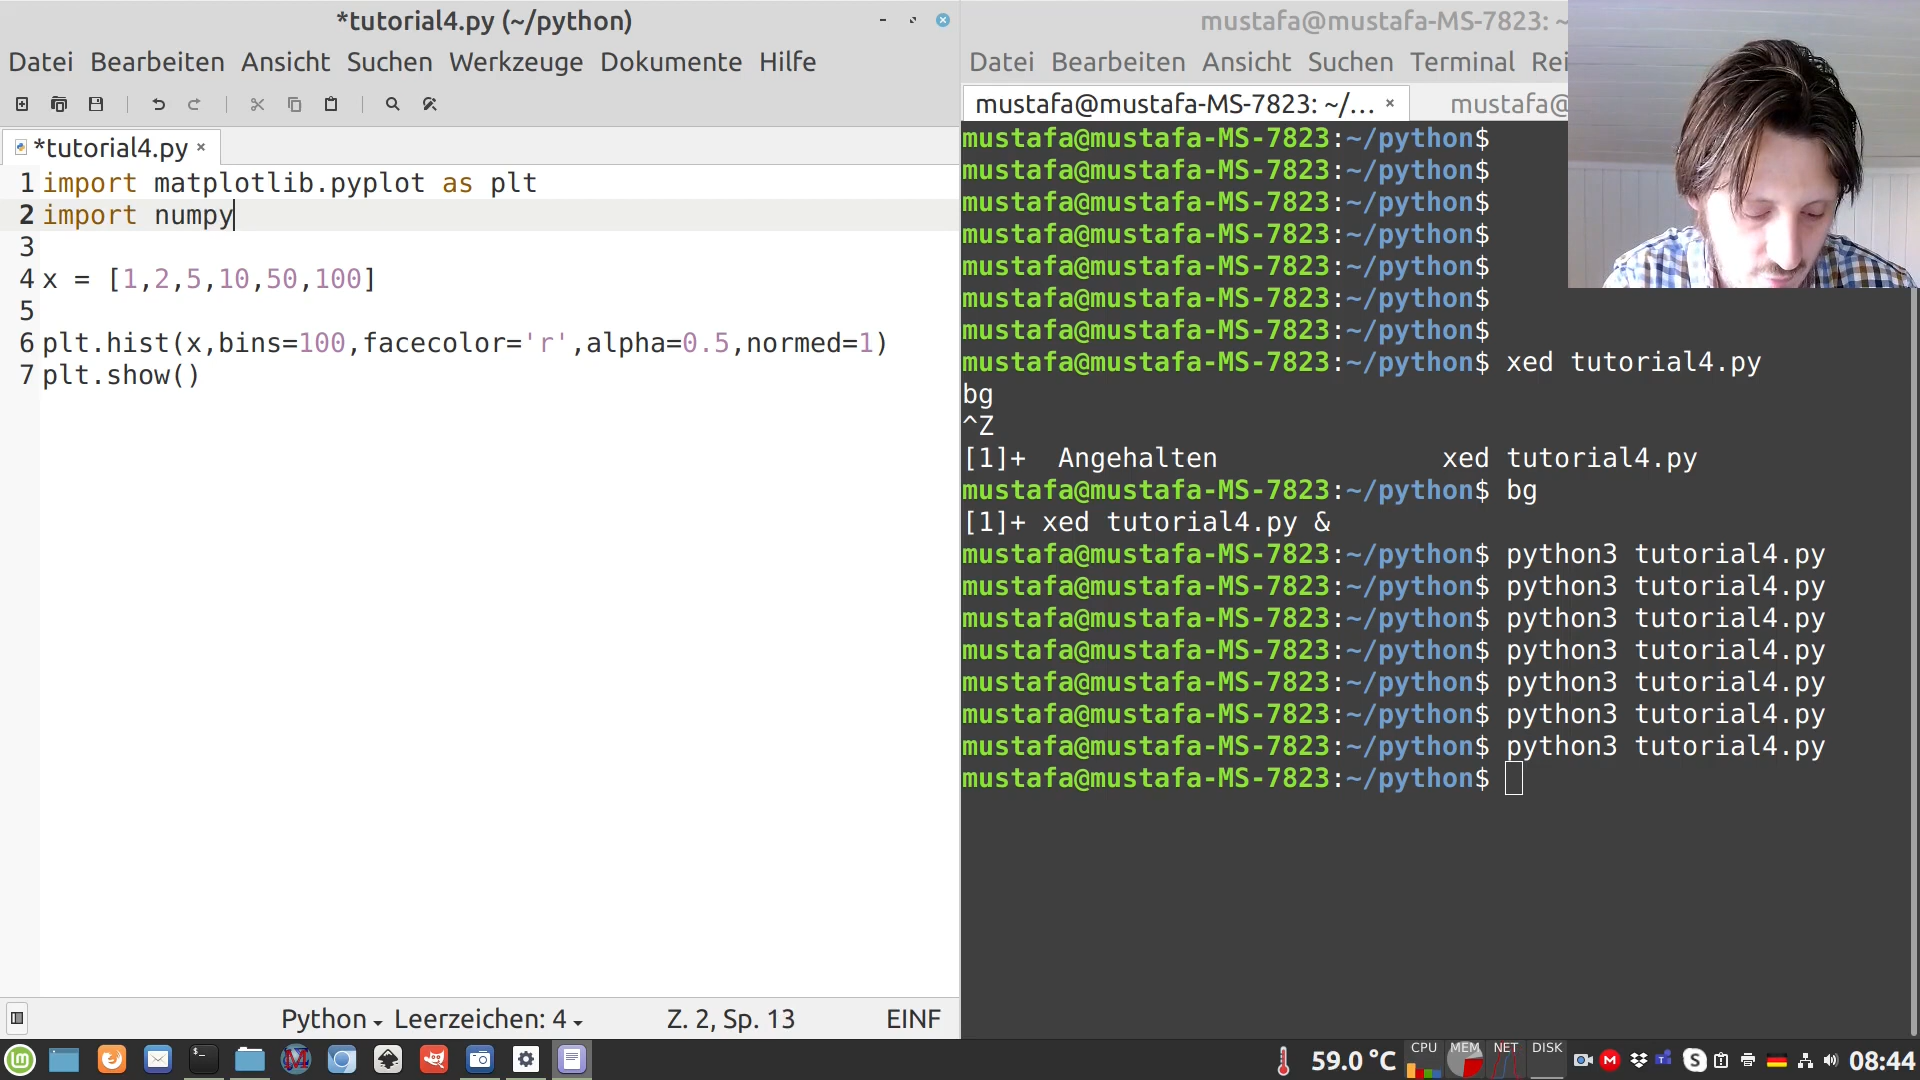 *tutorial4.py (~/python)
Datei Bearbeiten Ansicht Suchen Werkzeuge Dokumente Hilfe
*tutorial4.py ×
1 import matplotlib.pyplot as plt
2 import numpy
3
4 x = [1,2,5,10,50,100]
5
6 plt.hist(x,bins=100,facecolor='r',alpha=0.5,normed=1)
7 plt.show()
Python Leerzeichen: 4 Z. 2, Sp. 13 EINF
mustafa@mustafa-MS-7823: ~
Datei Bearbeiten Ansicht Suchen Terminal Rei
mustafa@mustafa-MS-7823: ~/... × mustafa@
mustafa@mustafa-MS-7823:~/python$
mustafa@mustafa-MS-7823:~/python$
mustafa@mustafa-MS-7823:~/python$
mustafa@mustafa-MS-7823:~/python$
mustafa@mustafa-MS-7823:~/python$
mustafa@mustafa-MS-7823:~/python$
mustafa@mustafa-MS-7823:~/python$
mustafa@mustafa-MS-7823:~/python$ xed tutorial4.py
bg
^Z
[1]+  Angehalten              xed tutorial4.py
mustafa@mustafa-MS-7823:~/python$ bg
[1]+ xed tutorial4.py &
mustafa@mustafa-MS-7823:~/python$ python3 tutorial4.py
mustafa@mustafa-MS-7823:~/python$ python3 tutorial4.py
mustafa@mustafa-MS-7823:~/python$ python3 tutorial4.py
mustafa@mustafa-MS-7823:~/python$ python3 tutorial4.py
mustafa@mustafa-MS-7823:~/python$ python3 tutorial4.py
mustafa@mustafa-MS-7823:~/python$ python3 tutorial4.py
mustafa@mustafa-MS-7823:~/python$ python3 tutorial4.py
mustafa@mustafa-MS-7823:~/python$
59.0 °C CPU MEM NET DISK 08:44